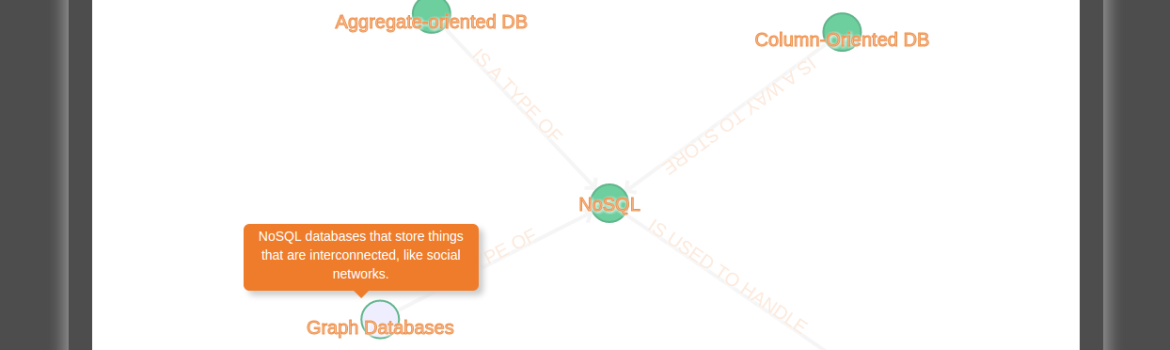 Aggregate-oriented DB
Column-Oriented DB
IS A TYPE OF
IS A WAY TO STORE
NoSQL
NoSQL databases that store things
that are interconnected, like social
networks.
PE OF
IS USED TO HANDLE
Graph Databases